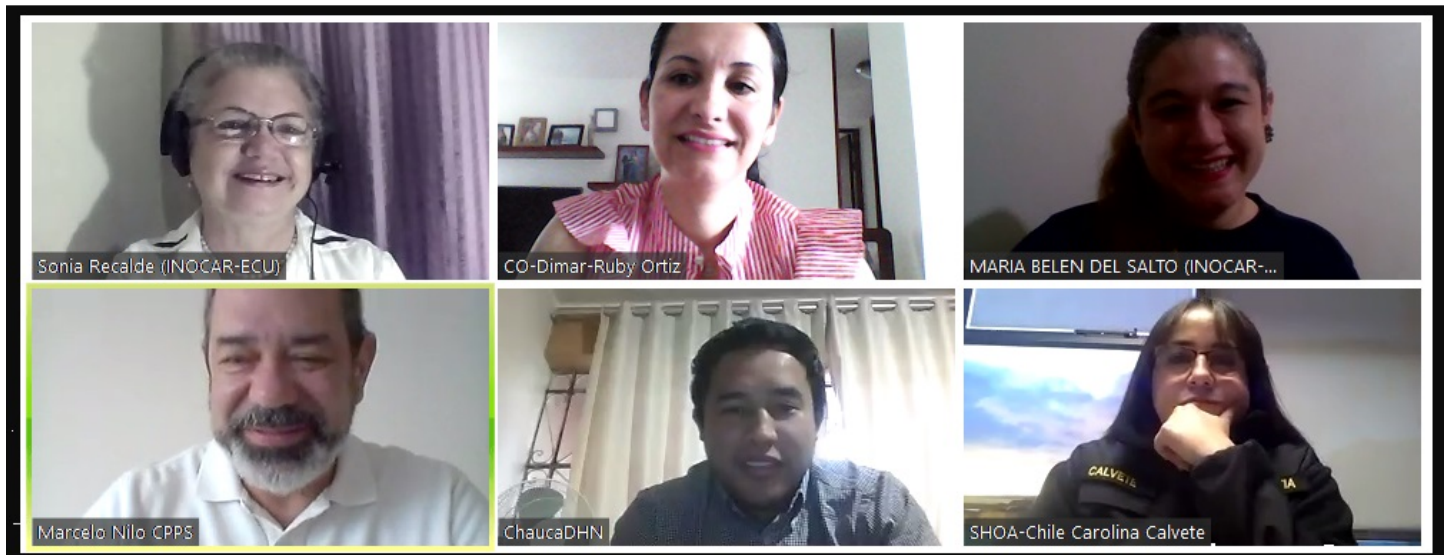 Sonia Recalde (INOCAR-ECU)
CO-Dimar-Ruby Ortiz
MARIA BELEN DEL SALTO (INOCAR-...
Marcelo Nilo CPPS
ChaucaDHN
CALVETE
SHOA-Chile Carolina Calvete